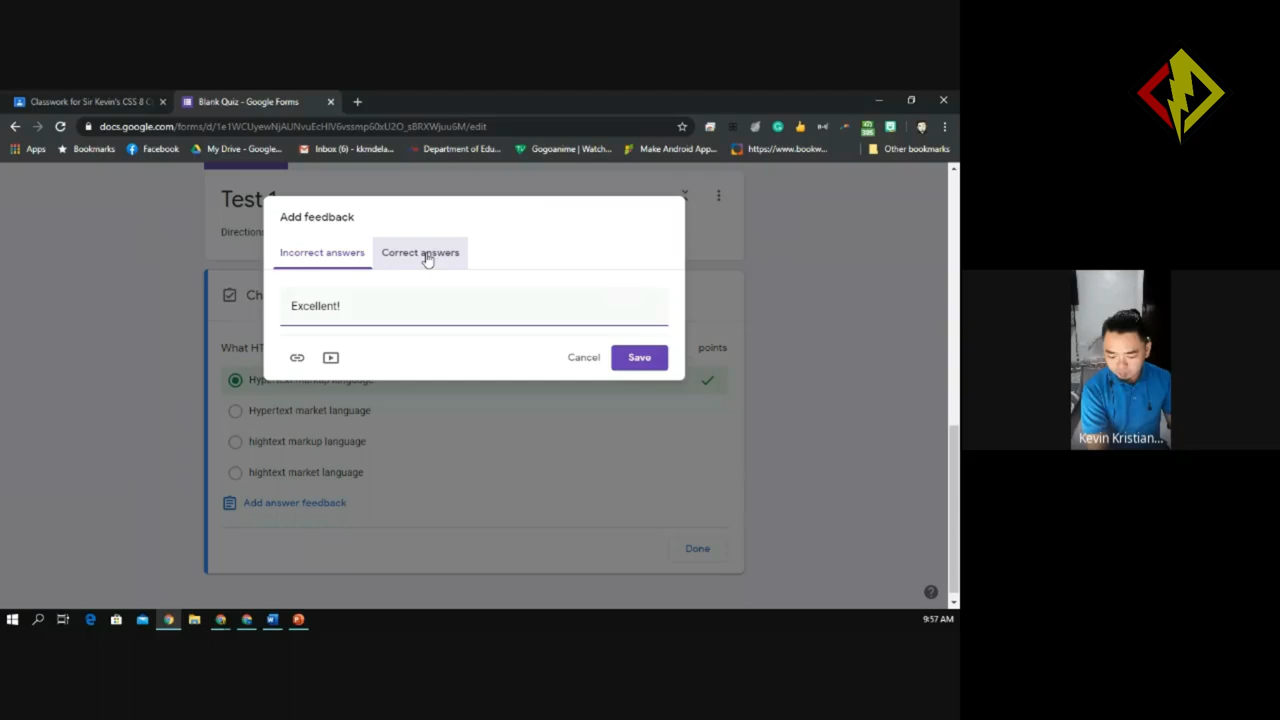 Classwork for Sir Kevin's CSS 8 C
Blank Quiz - Google Forms
docs.google.com/forms/d/1e1WCUyewNjAUNvuEcHIV6vssmp60xU2O_sBRXWjuu6M/edit
Apps
Bookmarks
Facebook
My Drive - Google...
Inbox (6) - kkmdela...
Department of Edu...
Gogoanime | Watch...
Make Android App...
https://www.bookw...
Other bookmarks
Test 1
Direction
Add feedback
Incorrect answers
Correct answers
Ch
Excellent!
What HT
points
Cancel
Save
Hypertext markup language
Hypertext market language
hightext markup language
hightext market language
Add answer feedback
Done
9:57 AM
Kevin Kristian...